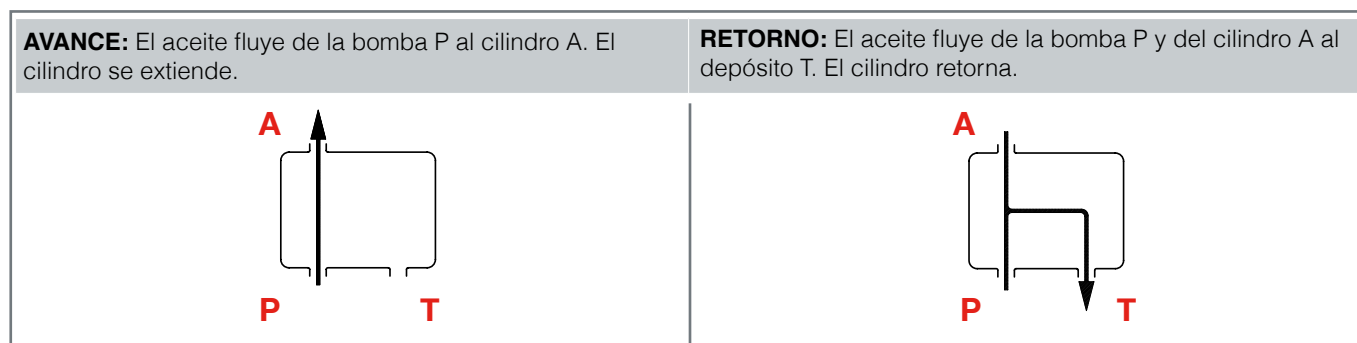 AVANCE: El aceite fluye de la bomba P al cilindro A. El
cilindro se extiende.
RETORNO: El aceite fluye de la bomba P y del cilindro A al
depósito T. El cilindro retorna.
A
P
T
A
P
T